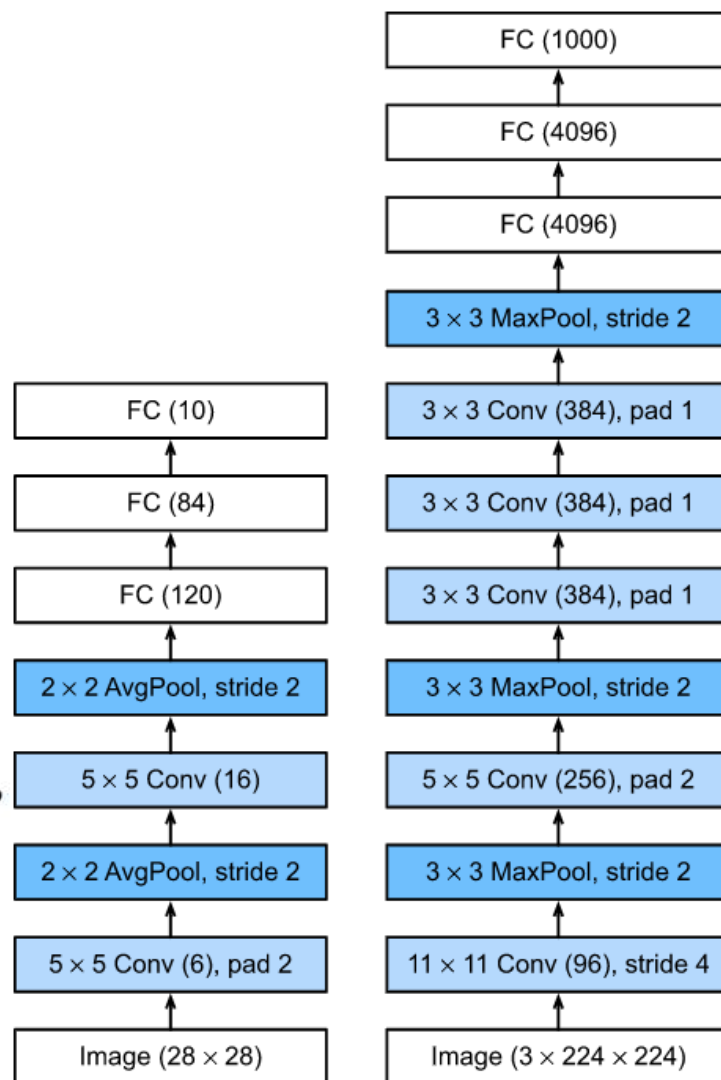 FC (1000)
FC (4096)
FC (4096)
3 × 3 MaxPool, stride 2
3 × 3 Conv (384), pad 1
3 × 3 Conv (384), pad 1
3 × 3 Conv (384), pad 1
3 × 3 MaxPool, stride 2
5 × 5 Conv (256), pad 2
3 × 3 MaxPool, stride 2
11 × 11 Conv (96), stride 4
Image (3 × 224 × 224)
FC (10)
FC (84)
FC (120)
2 × 2 AvgPool, stride 2
5 × 5 Conv (16)
2 × 2 AvgPool, stride 2
5 × 5 Conv (6), pad 2
Image (28 × 28)